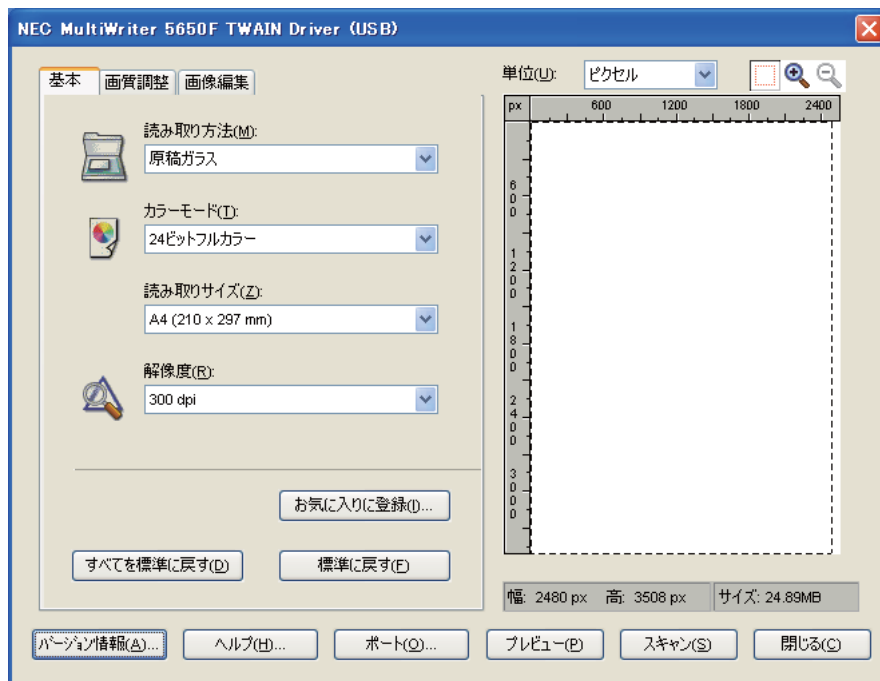 NEC MultiWriter 5650F TWAIN Driver (USB)
基本 画質調整 画像編集
読み取り方法(M):
原稿ガラス
カラーモード(T):
24ビットフルカラー
読み取りサイズ(Z):
A4 (210 x 297 mm)
解像度(R):
300 dpi
お気に入りに登録(I)...
すべてを標準に戻す(D) 標準に戻す(F)
単位(U): ピクセル
px 600 1200 1800 2400
600
1200
1800
2400
3000
幅: 2480 px 高: 3508 px サイズ: 24.89MB
バージョン情報(A)... ヘルプ(H)... ポート(O)... プレビュー(P) スキャン(S) 閉じる(C)